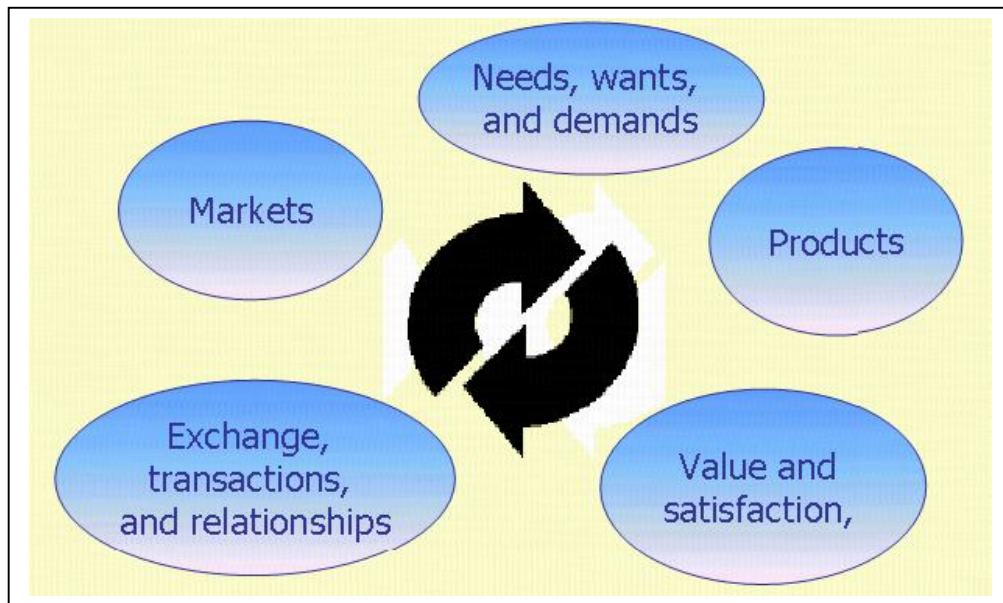 Needs, wants,
and demands
Markets
Products
Exchange,
transactions,
and relationships
Value and
satisfaction,